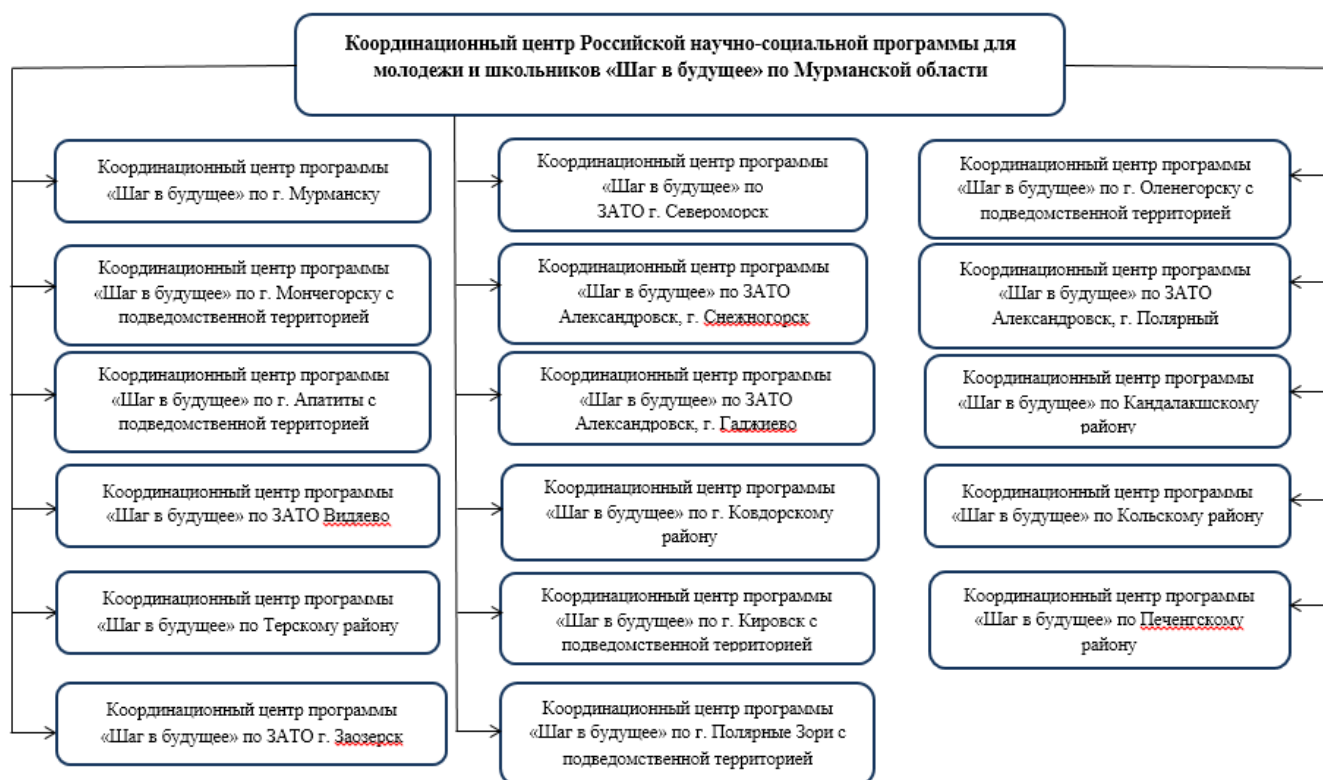 Координационный центр Российской научно-социальной программы для
молодежи и школьников «Шаг в будущее» по Мурманской области
Координационный центр программы
«Шаг в будущее» по г. Мурманску
Координационный центр программы
«Шаг в будущее» по г. Мончегорску с
подведомственной территорией
Координационный центр программы
«Шаг в будущее» по г. Апатиты с
подведомственной территорией
Координационный центр программы
«Шаг в будущее» по ЗАТО Видяево
Координационный центр программы
«Шаг в будущее» по Терскому району
Координационный центр программы
«Шаг в будущее» по ЗАТО г. Заозерск
Координационный центр программы
«Шаг в будущее» по
ЗАТО г. Североморск
Координационный центр программы
«Шаг в будущее» по ЗАТО
Александровск, г. Снежногорск
Координационный центр программы
«Шаг в будущее» по ЗАТО
Александровск, г. Гаджиево
Координационный центр программы
«Шаг в будущее» по г. Ковдорскому
району
Координационный центр программы
«Шаг в будущее» по г. Кировск с
подведомственной территорией
Координационный центр программы
«Шаг в будущее» по г. Полярные Зори с
подведомственной территорией
Координационный центр программы
«Шаг в будущее» по г. Оленегорску с
подведомственной территорией
Координационный центр программы
«Шаг в будущее» по ЗАТО
Александровск, г. Полярный
Координационный центр программы
«Шаг в будущее» по Кандалакшскому
району
Координационный центр программы
«Шаг в будущее» по Кольскому району
Координационный центр программы
«Шаг в будущее» по Печенгскому
району